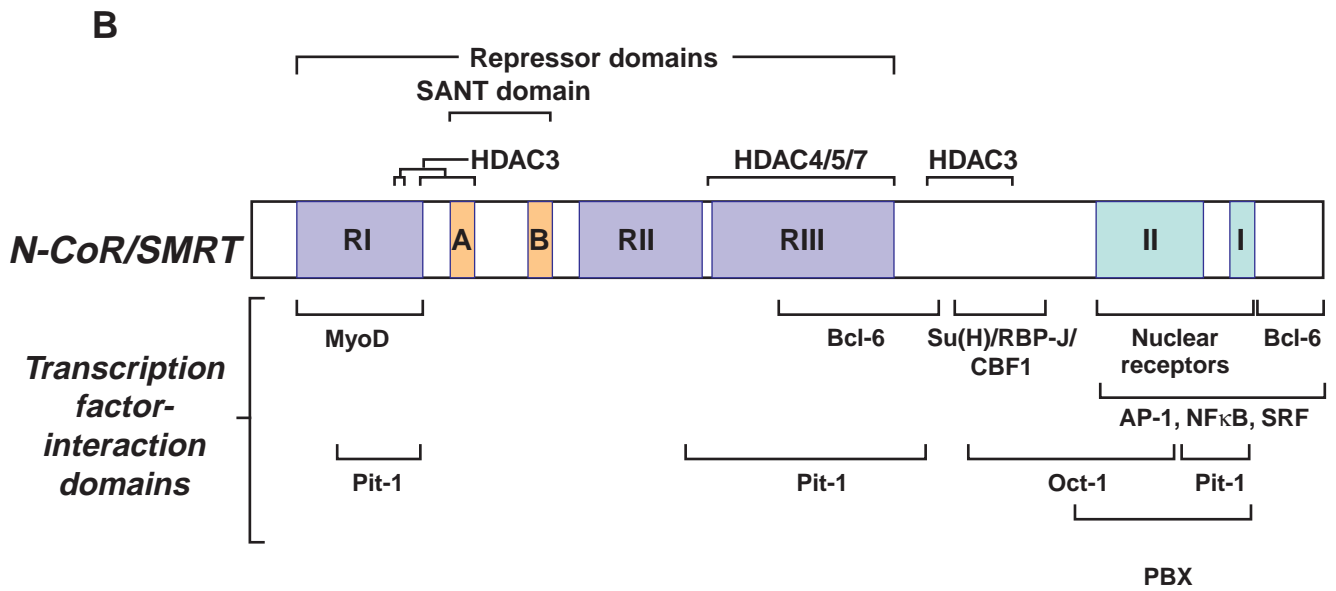 B
Repressor domains
SANT domain
HDAC3
HDAC4/5/7
HDAC3
N-CoR/SMRT
RI
A
B
RII
RIII
II
I
MyoD
Bcl-6
Su(H)/RBP-J/
CBF1
Nuclear
receptors
Bcl-6
Transcription
factor-
interaction
domains
AP-1, NFκB, SRF
Pit-1
Pit-1
Oct-1
Pit-1
PBX